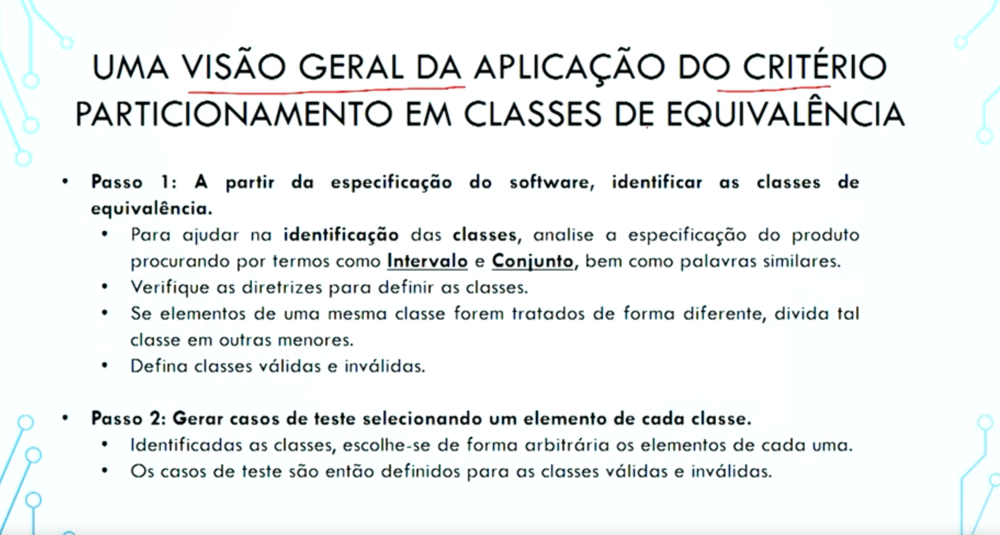 UMA VISÃO GERAL DA APLICAÇÃO DO CRITÉRIO
PARTICIONAMENTO EM CLASSES DE EQUIVALÊNCIA
• Passo 1: A partir da especificação do software, identificar as classes de
equivalência.
• Para ajudar na identificação das classes, analise a especificação do produto
procurando por termos como Intervalo e Conjunto, bem como palavras similares.
• Verifique as diretrizes para definir as classes.
• Se elementos de uma mesma classe forem tratados de forma diferente, divida tal
classe em outras menores.
• Defina classes válidas e inválidas.
• Passo 2: Gerar casos de teste selecionando um elemento de cada classe.
• Identificadas as classes, escolhe-se de forma arbitrária os elementos de cada uma.
• Os casos de teste são então definidos para as classes válidas e inválidas.